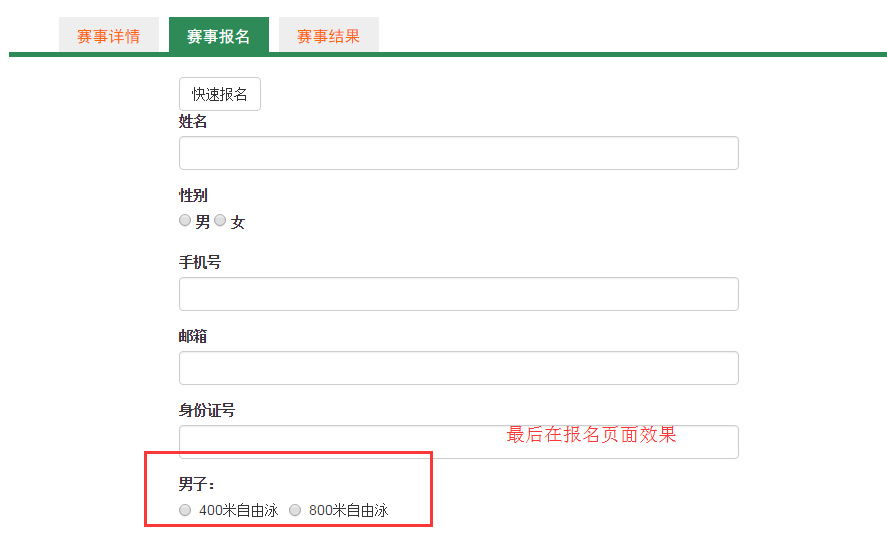 赛事详情 赛事报名 赛事结果
快速报名
姓名
性别
男 女
手机号
邮箱
身份证号
最后在报名页面效果
男子：
400米自由泳 800米自由泳